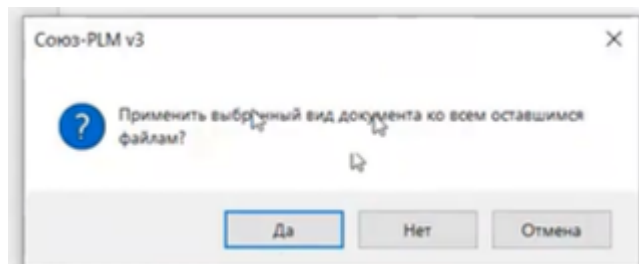 Союз-PLM v3
Применить выбранный вид документа ко всем оставшимся
файлам?
Да
Нет
Отмена